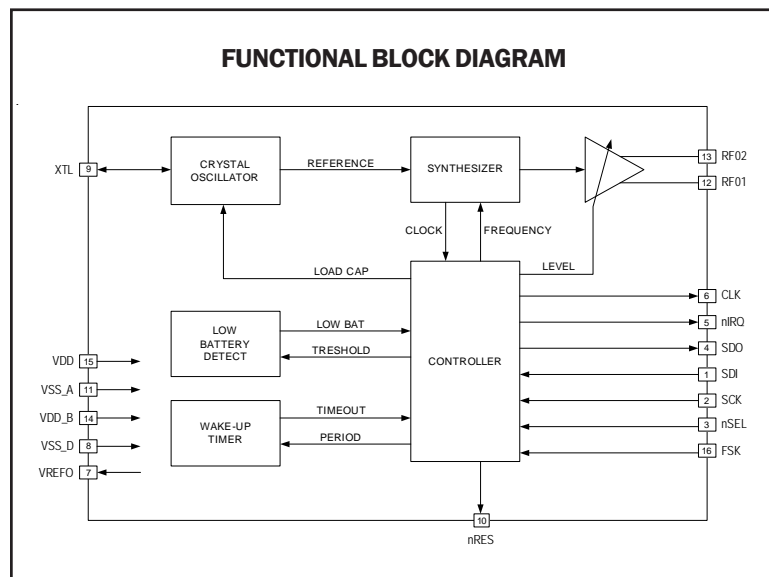 FUNCTIONAL BLOCK DIAGRAM
XTL
9
CRYSTAL
OSCILLATOR
REFERENCE
SYNTHESIZER
13
RF02
12
RF01
CLOCK
FREQUENCY
LOAD CAP
LEVEL
CONTROLLER
6
CLK
5
nIRQ
4
SDO
1
SDI
2
SCK
3
nSEL
16
FSK
LOW
BATTERY
DETECT
LOW BAT
TRESHOLD
VDD
15
VSS_A
11
VDD_B
14
VSS_D
8
VREFO
7
WAKE-UP
TIMER
TIMEOUT
PERIOD
10
nRES